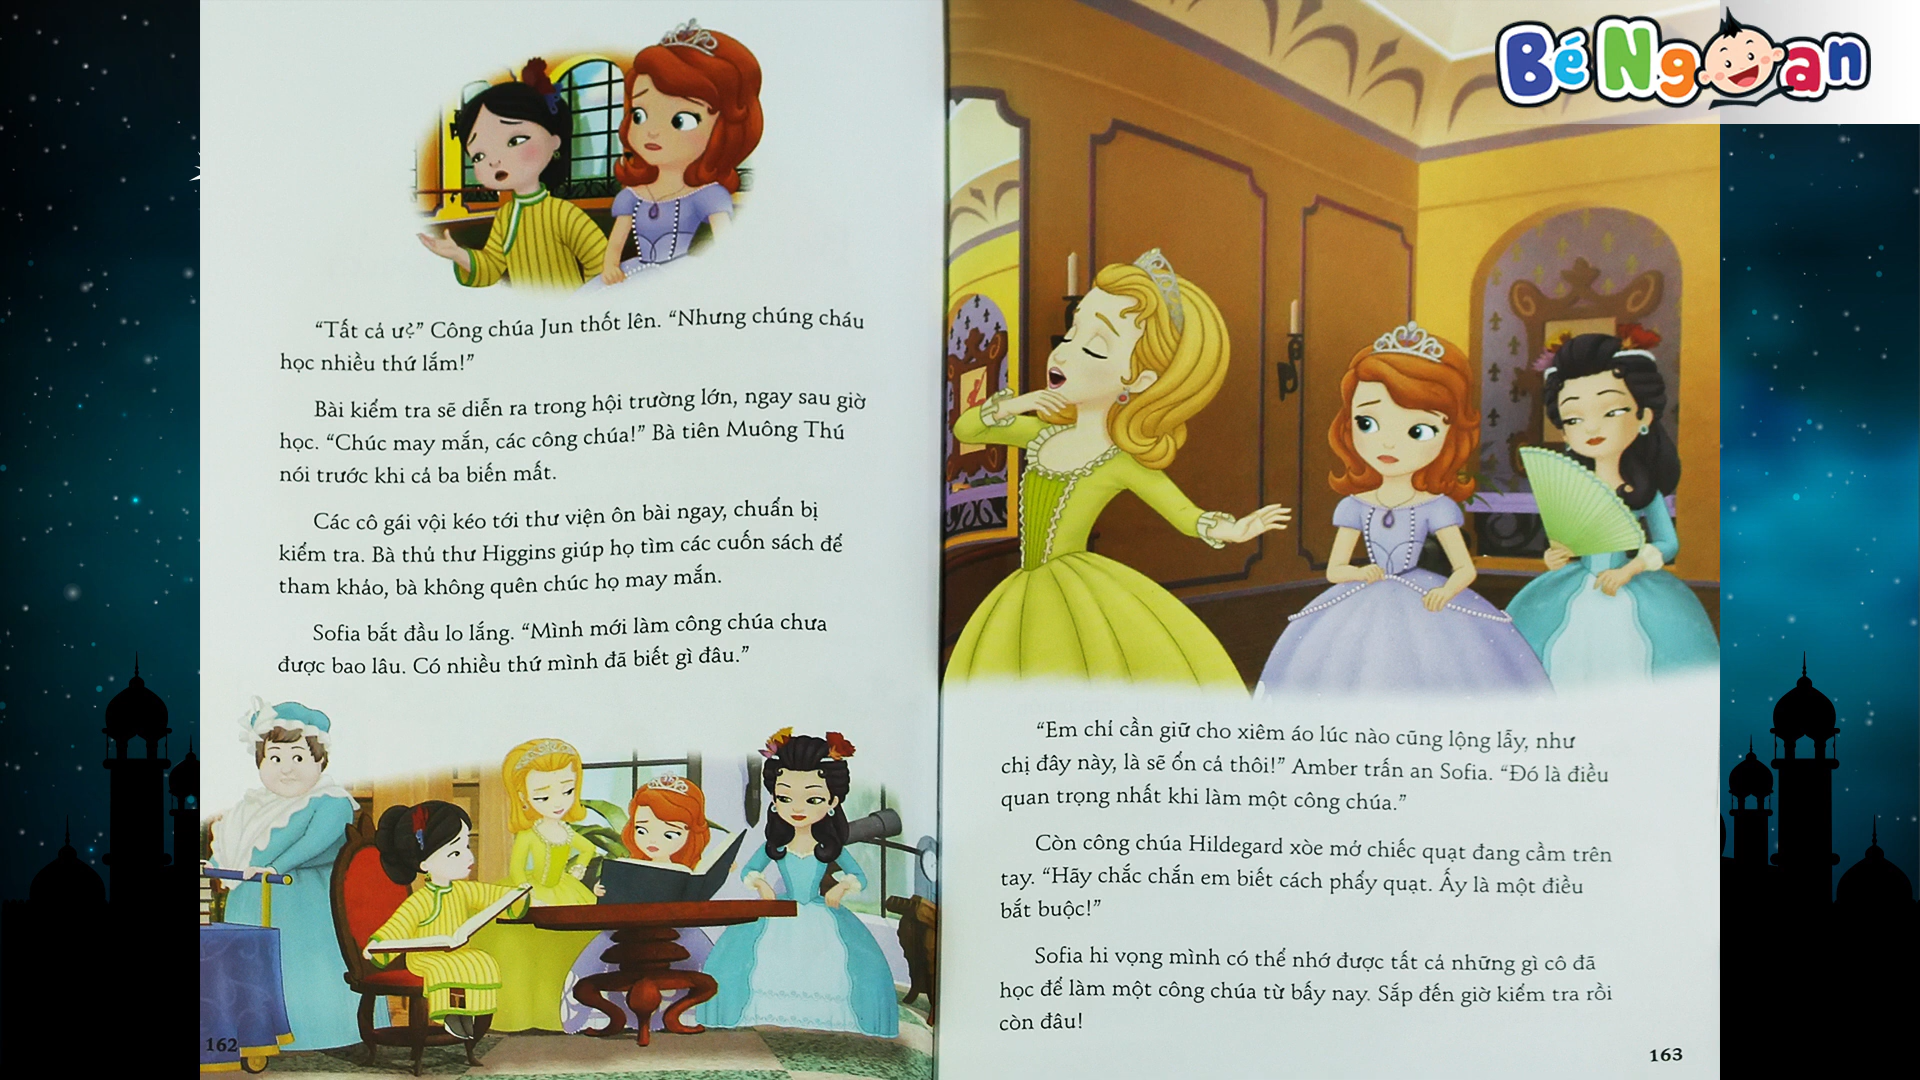 Bé Ngoan
“Tất cả ư?” Công chúa Jun thốt lên. “Nhưng chúng cháu
học nhiều thứ lắm!”
Bài kiểm tra sẽ diễn ra trong hội trường lớn, ngay sau giờ
học. “Chúc may mắn, các công chúa!” Bà tiên Muông Thú
nói trước khi cả ba biến mất.
Các cô gái vội kéo tới thư viện ôn bài ngay, chuẩn bị
kiểm tra. Bà thủ thư Higgins giúp họ tìm các cuốn sách để
tham khảo, bà không quên chúc họ may mắn.
Sofia bắt đầu lo lắng. “Mình mới làm công chúa chưa
được bao lâu. Có nhiều thứ mình đã biết gì đâu.”
162
“Em chỉ cần giữ cho xiêm áo lúc nào cũng lộng lẫy, như
chị đây này, là sẽ ổn cả thôi!” Amber trấn an Sofia. “Đó là điều
quan trọng nhất khi làm một công chúa.”
Còn công chúa Hildegard xòe mở chiếc quạt đang cầm trên
tay. “Hãy chắc chắn em biết cách phẩy quạt. Ấy là một điều
bắt buộc!”
Sofia hi vọng mình có thể nhớ được tất cả những gì cô đã
học để làm một công chúa từ bấy nay. Sắp đến giờ kiểm tra rồi
còn đâu!
163